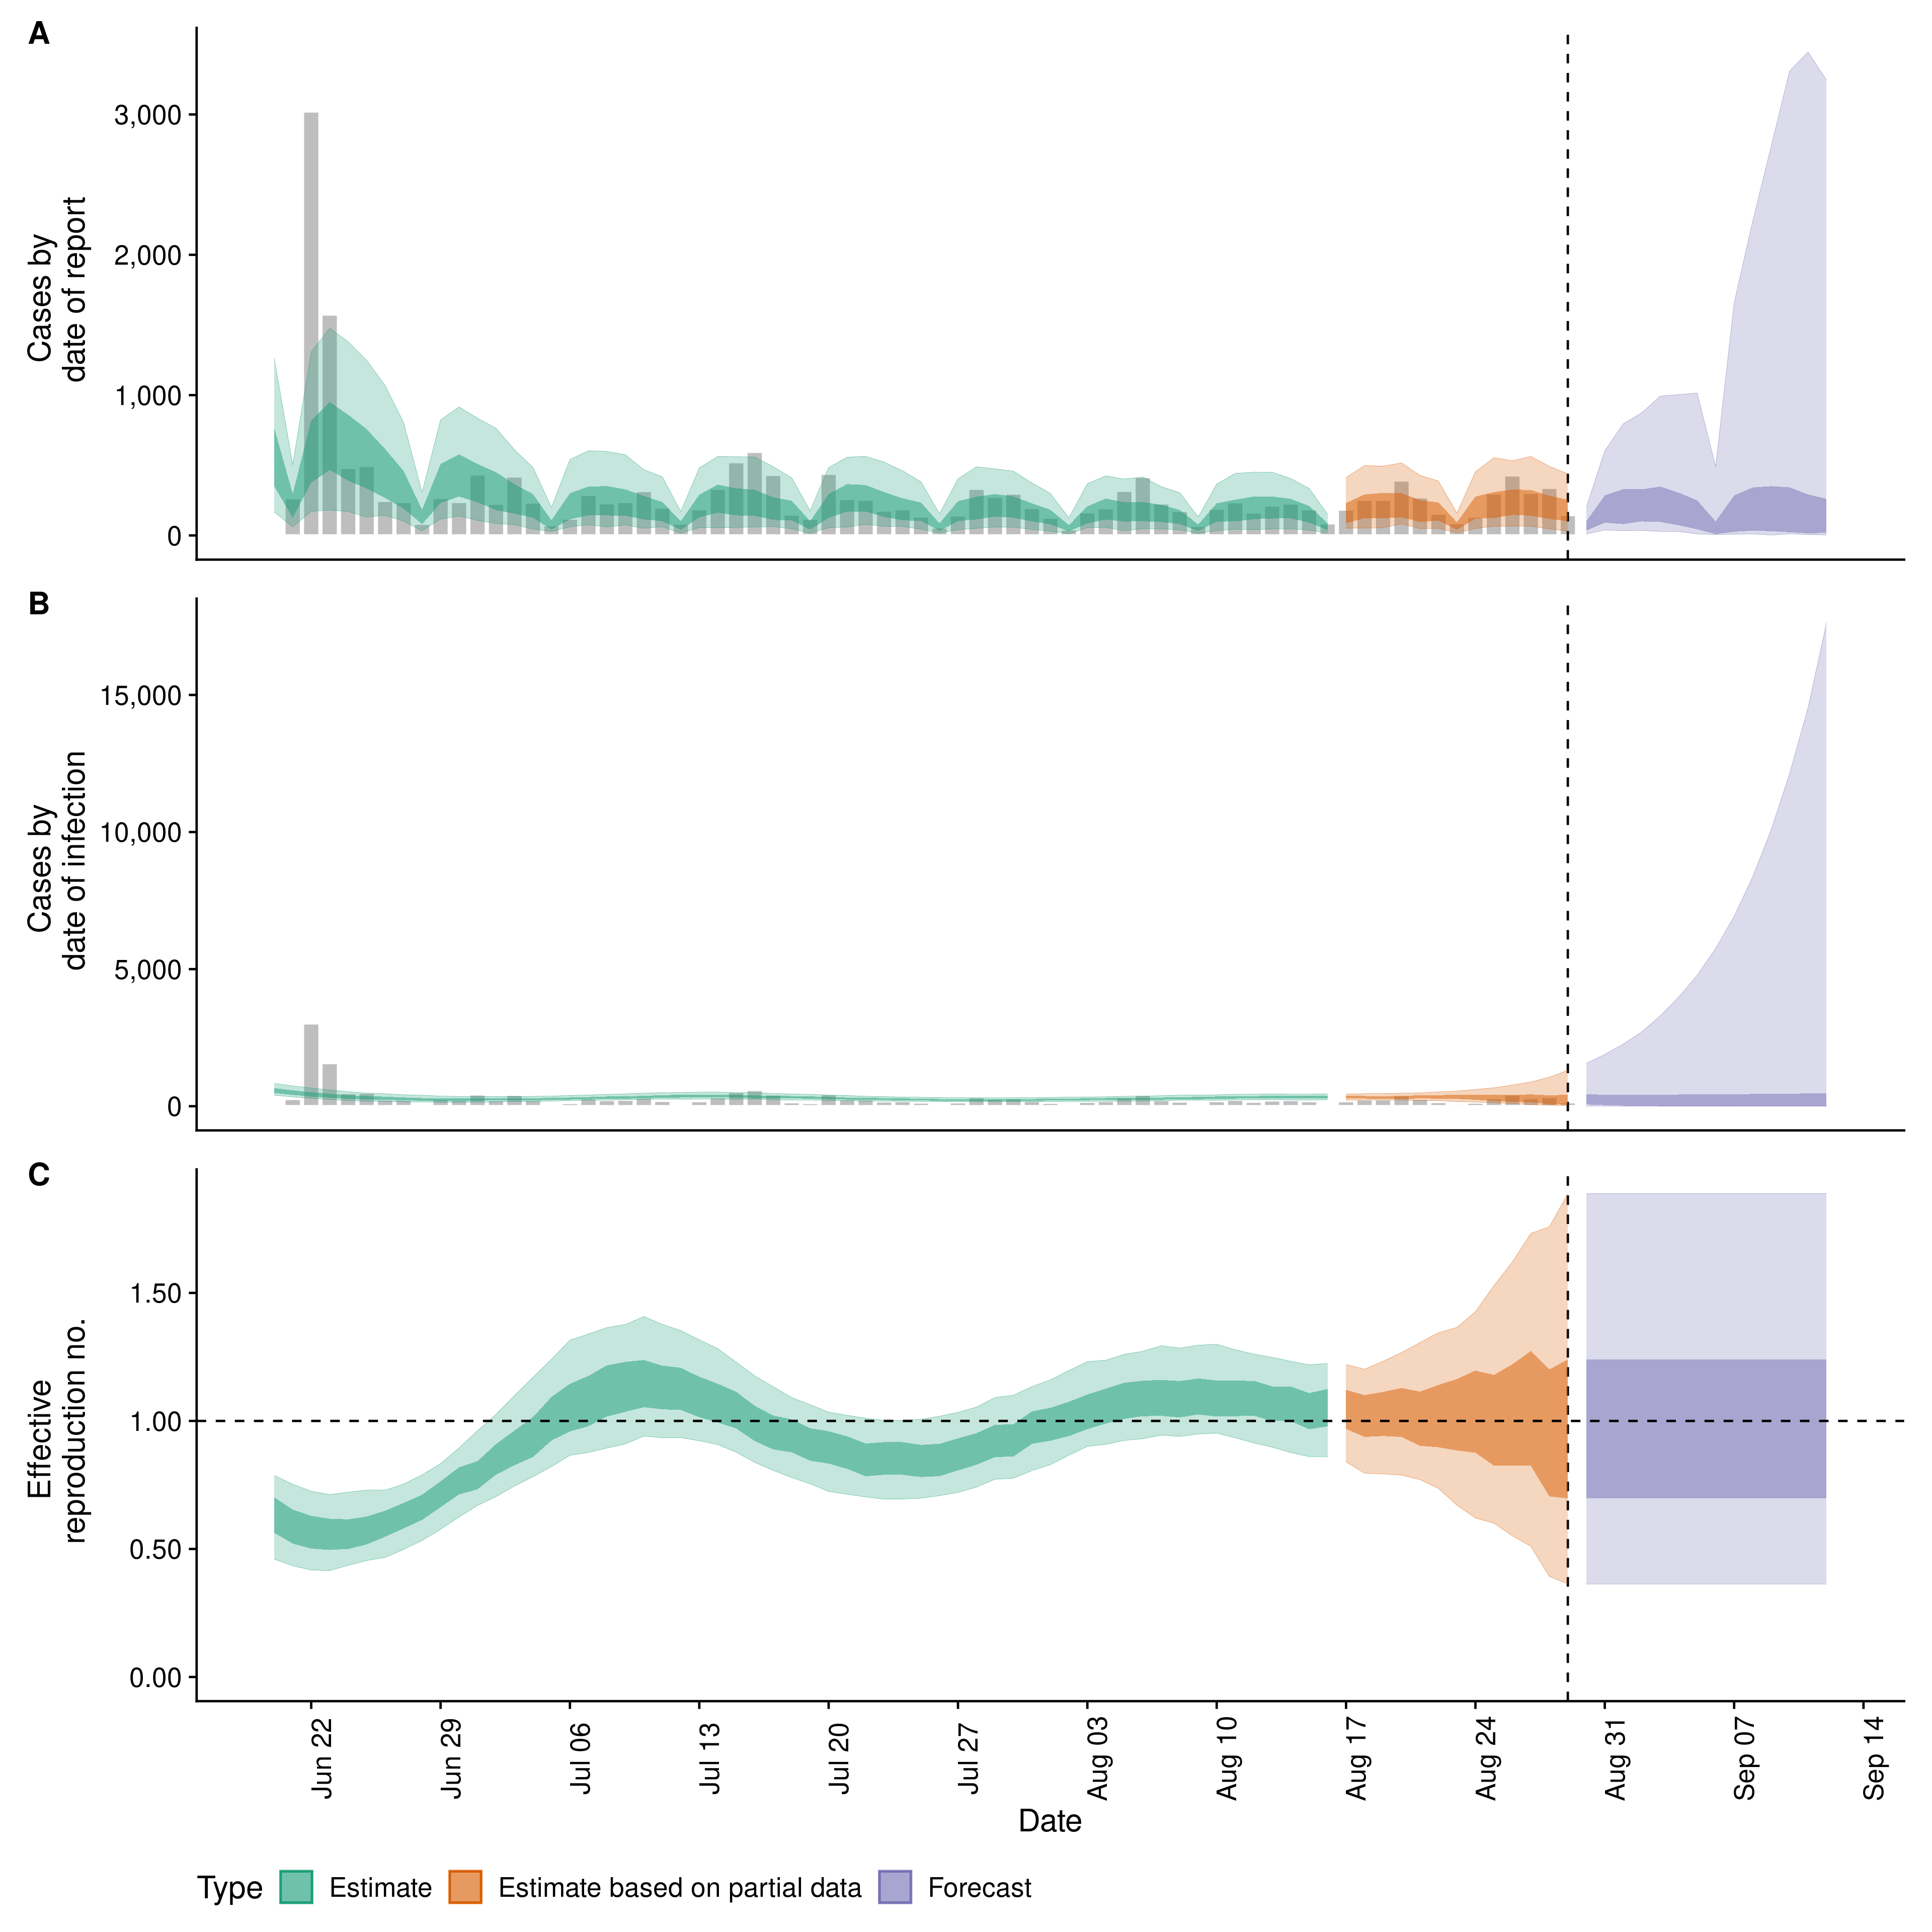 A
Cases by
date of report
3,000
2,000
1,000
0
B
Cases by
date of infection
15,000
10,000
5,000
0
C
Effective
reproduction no.
1.50
1.00
0.50
0.00
Jun 22
Jun 29
Jul 06
Jul 13
Jul 20
Jul 27
Aug 03
Aug 10
Aug 17
Aug 24
Aug 31
Sep 07
Sep 14
Date
Type
Estimate
Estimate based on partial data
Forecast